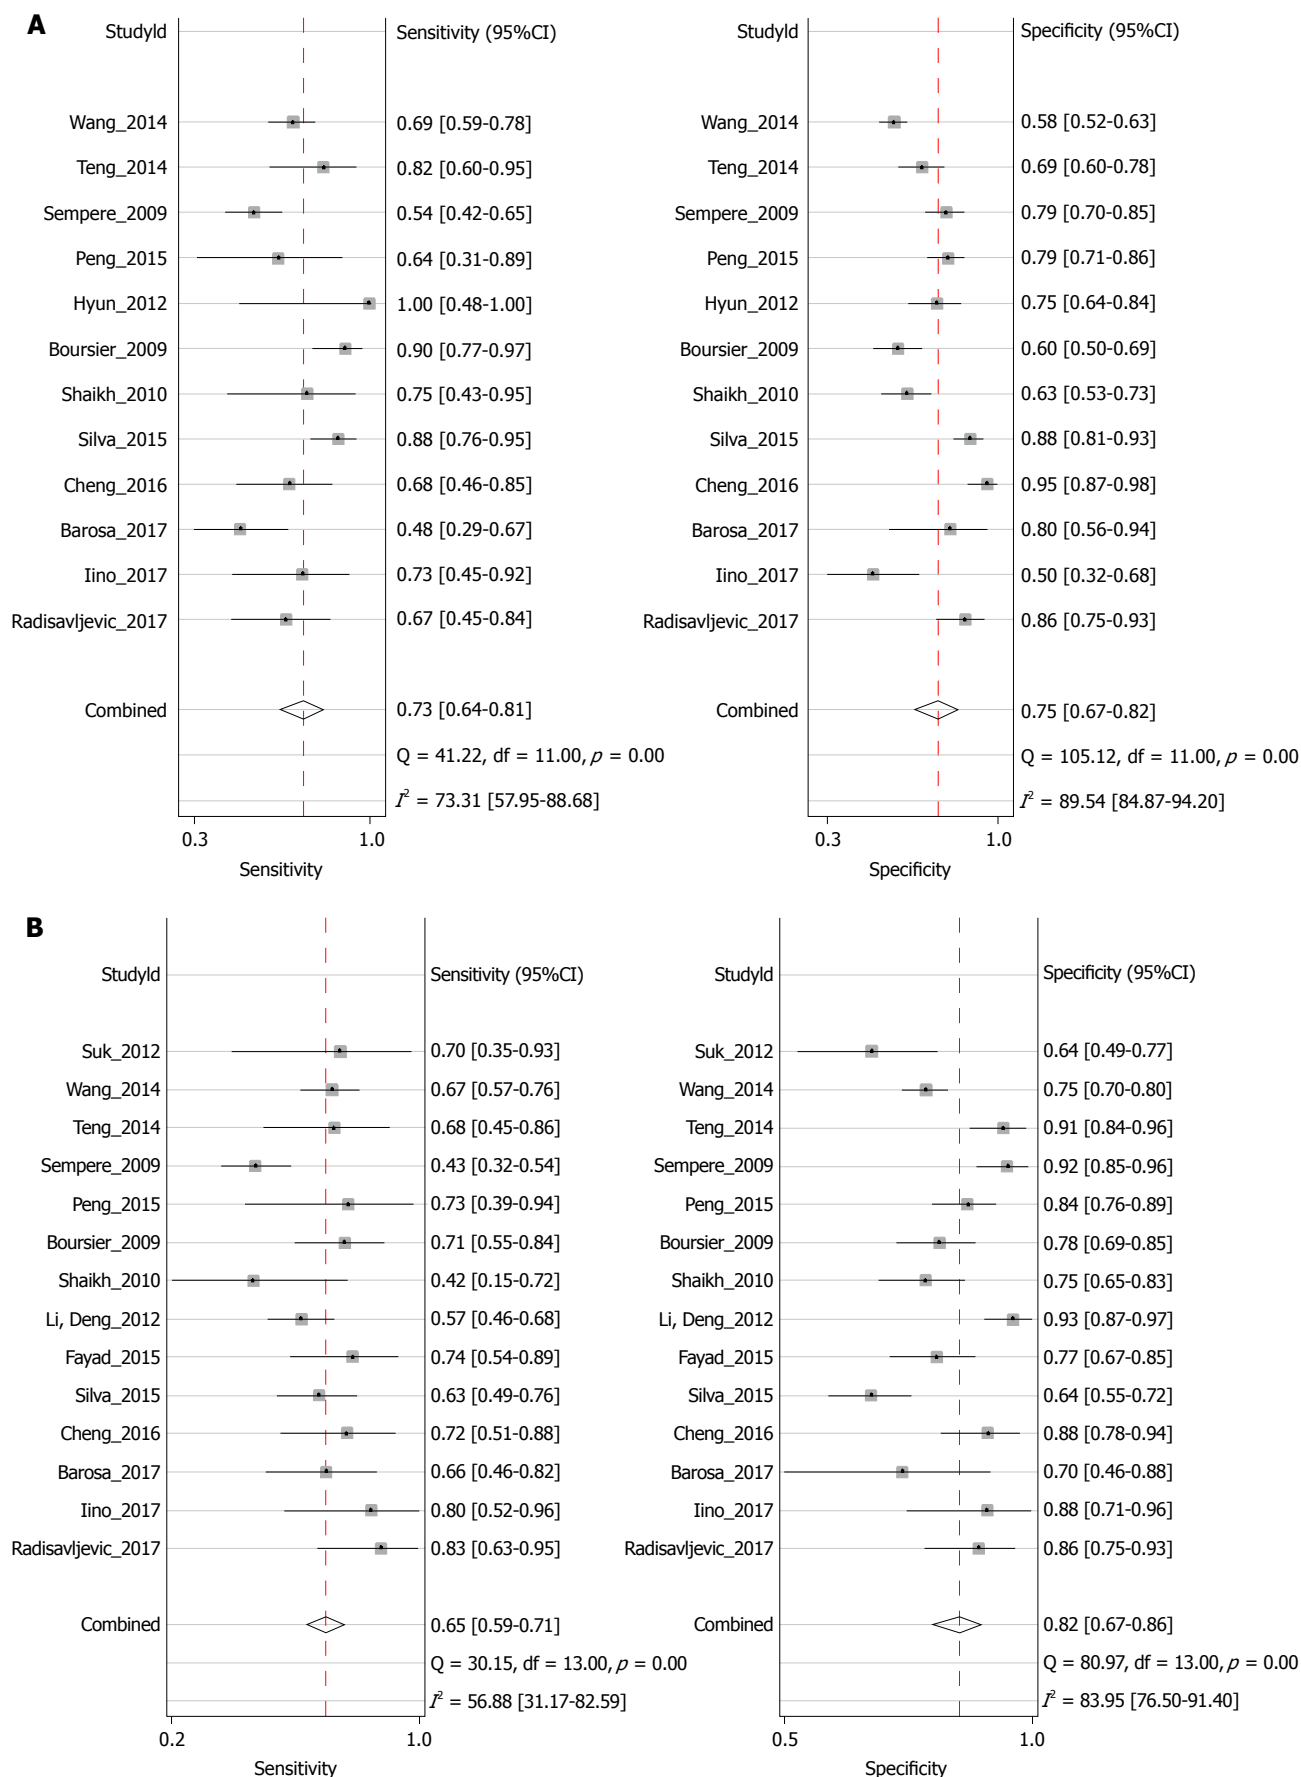 A
StudyId Sensitivity (95%CI)
Wang_2014 0.69 [0.59-0.78]
Teng_2014 0.82 [0.60-0.95]
Sempere_2009 0.54 [0.42-0.65]
Peng_2015 0.64 [0.31-0.89]
Hyun_2012 1.00 [0.48-1.00]
Boursier_2009 0.90 [0.77-0.97]
Shaikh_2010 0.75 [0.43-0.95]
Silva_2015 0.88 [0.76-0.95]
Cheng_2016 0.68 [0.46-0.85]
Barosa_2017 0.48 [0.29-0.67]
Iino_2017 0.73 [0.45-0.92]
Radisavljevic_2017 0.67 [0.45-0.84]
Combined 0.73 [0.64-0.81]
Q = 41.22, df = 11.00, p = 0.00
I² = 73.31 [57.95-88.68]
0.3 1.0
Sensitivity
StudyId Specificity (95%CI)
Wang_2014 0.58 [0.52-0.63]
Teng_2014 0.69 [0.60-0.78]
Sempere_2009 0.79 [0.70-0.85]
Peng_2015 0.79 [0.71-0.86]
Hyun_2012 0.75 [0.64-0.84]
Boursier_2009 0.60 [0.50-0.69]
Shaikh_2010 0.63 [0.53-0.73]
Silva_2015 0.88 [0.81-0.93]
Cheng_2016 0.95 [0.87-0.98]
Barosa_2017 0.80 [0.56-0.94]
Iino_2017 0.50 [0.32-0.68]
Radisavljevic_2017 0.86 [0.75-0.93]
Combined 0.75 [0.67-0.82]
Q = 105.12, df = 11.00, p = 0.00
I² = 89.54 [84.87-94.20]
0.3 1.0
Specificity
B
StudyId Sensitivity (95%CI)
Suk_2012 0.70 [0.35-0.93]
Wang_2014 0.67 [0.57-0.76]
Teng_2014 0.68 [0.45-0.86]
Sempere_2009 0.43 [0.32-0.54]
Peng_2015 0.73 [0.39-0.94]
Boursier_2009 0.71 [0.55-0.84]
Shaikh_2010 0.42 [0.15-0.72]
Li, Deng_2012 0.57 [0.46-0.68]
Fayad_2015 0.74 [0.54-0.89]
Silva_2015 0.63 [0.49-0.76]
Cheng_2016 0.72 [0.51-0.88]
Barosa_2017 0.66 [0.46-0.82]
Iino_2017 0.80 [0.52-0.96]
Radisavljevic_2017 0.83 [0.63-0.95]
Combined 0.65 [0.59-0.71]
Q = 30.15, df = 13.00, p = 0.00
I² = 56.88 [31.17-82.59]
0.2 1.0
Sensitivity
StudyId Specificity (95%CI)
Suk_2012 0.64 [0.49-0.77]
Wang_2014 0.75 [0.70-0.80]
Teng_2014 0.91 [0.84-0.96]
Sempere_2009 0.92 [0.85-0.96]
Peng_2015 0.84 [0.76-0.89]
Boursier_2009 0.78 [0.69-0.85]
Shaikh_2010 0.75 [0.65-0.83]
Li, Deng_2012 0.93 [0.87-0.97]
Fayad_2015 0.77 [0.67-0.85]
Silva_2015 0.64 [0.55-0.72]
Cheng_2016 0.88 [0.78-0.94]
Barosa_2017 0.70 [0.46-0.88]
Iino_2017 0.88 [0.71-0.96]
Radisavljevic_2017 0.86 [0.75-0.93]
Combined 0.82 [0.67-0.86]
Q = 80.97, df = 13.00, p = 0.00
I² = 83.95 [76.50-91.40]
0.5 1.0
Specificity